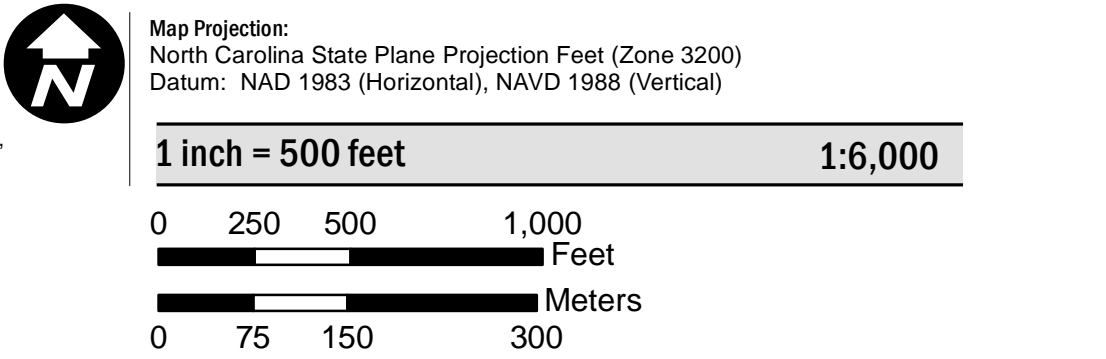 N
Map Projection:
North Carolina State Plane Projection Feet (Zone 3200)
Datum: NAD 1983 (Horizontal), NAVD 1988 (Vertical)
,
1 inch = 500 feet 1:6,000
0 250 500 1,000
Feet
Meters
0 75 150 300